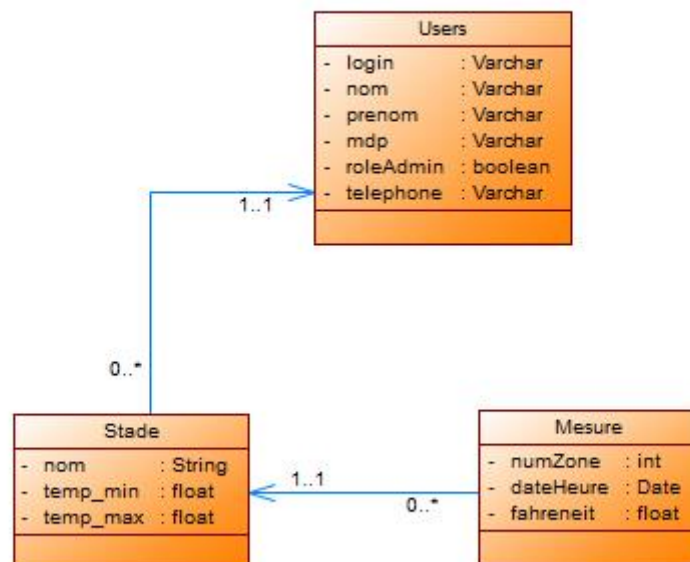 Users
- login : Varchar
- nom : Varchar
- prenom : Varchar
- mdp : Varchar
- roleAdmin : boolean
- telephone : Varchar
1..1
0..*
Stade
- nom : String
- temp_min : float
- temp_max : float
1..1
0..*
Mesure
- numZone : int
- dateHeure : Date
- fahreneit : float